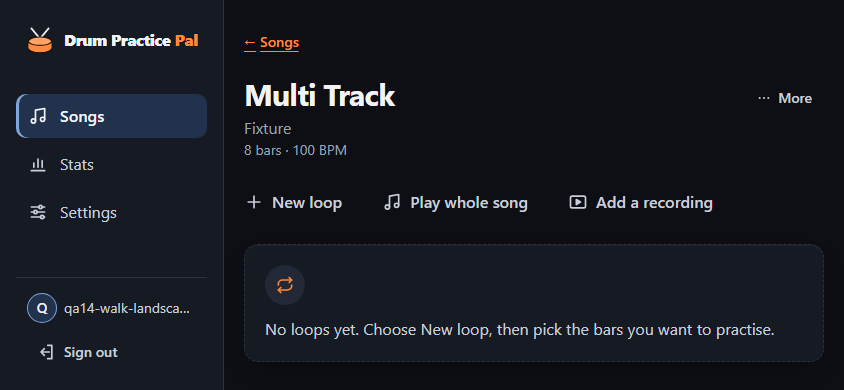 Drum Practice Pal
Songs
Stats
Settings
Q qa14-walk-landsca...
Sign out
← Songs
Multi Track
··· More
Fixture
8 bars · 100 BPM
New loop
Play whole song
Add a recording
No loops yet. Choose New loop, then pick the bars you want to practise.